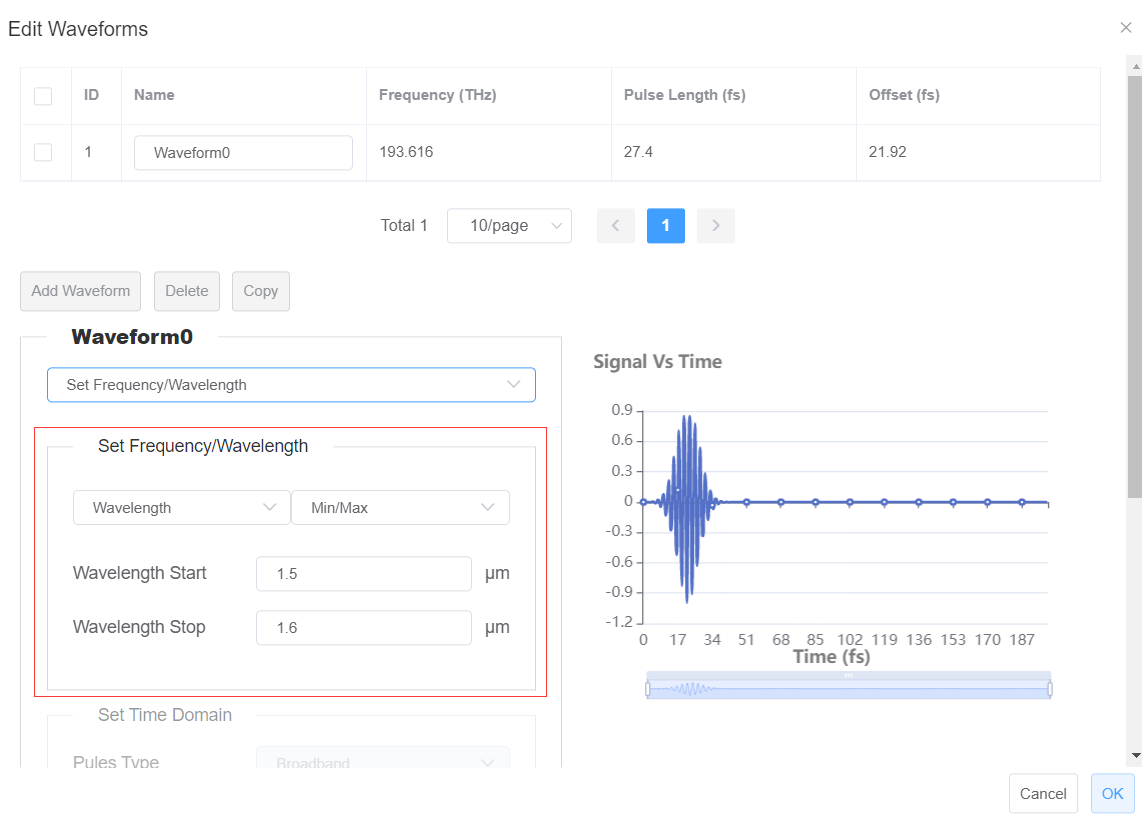 Edit Waveforms
ID Name Frequency (THz) Pulse Length (fs) Offset (fs)
1 Waveform0 193.616 27.4 21.92
Total 1 10/page 1
Add Waveform Delete Copy
Waveform0
Set Frequency/Wavelength
Set Frequency/Wavelength
Wavelength Min/Max
Wavelength Start 1.5 μm
Wavelength Stop 1.6 μm
Set Time Domain
Pules Type Broadband
Signal Vs Time
0.9
0.6
0.3
0
-0.3
-0.6
-0.9
-1.2
0 17 34 51 68 85 102 119 136 153 170 187
Time (fs)
Cancel OK